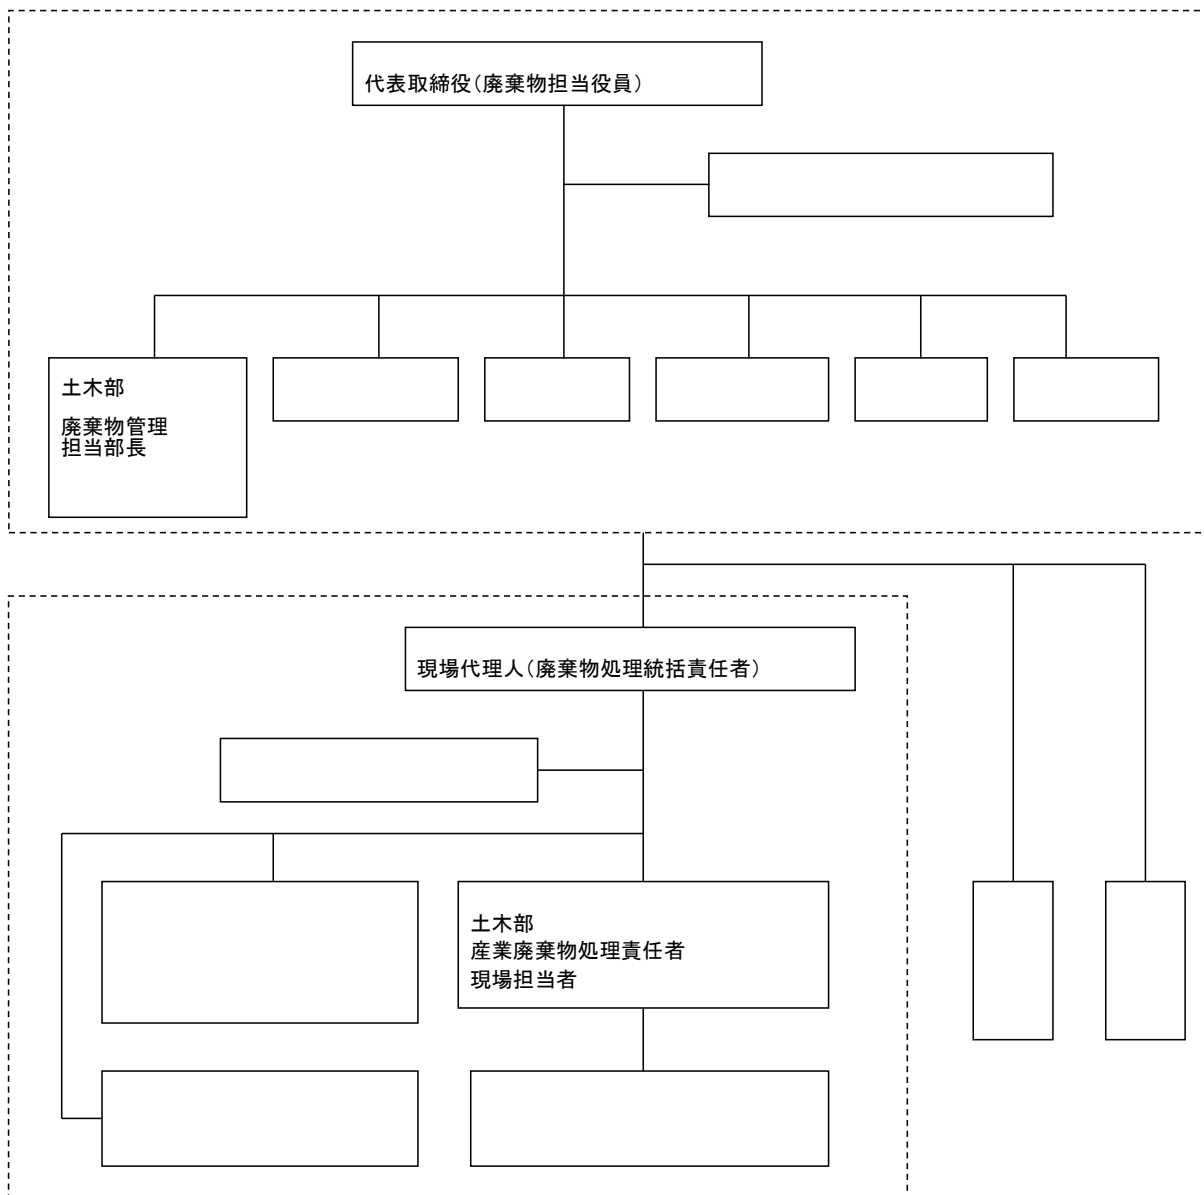 代表取締役（廃棄物担当役員）
土木部
廃棄物管理
担当部長
現場代理人（廃棄物処理統括責任者）
土木部
産業廃棄物処理責任者
現場担当者